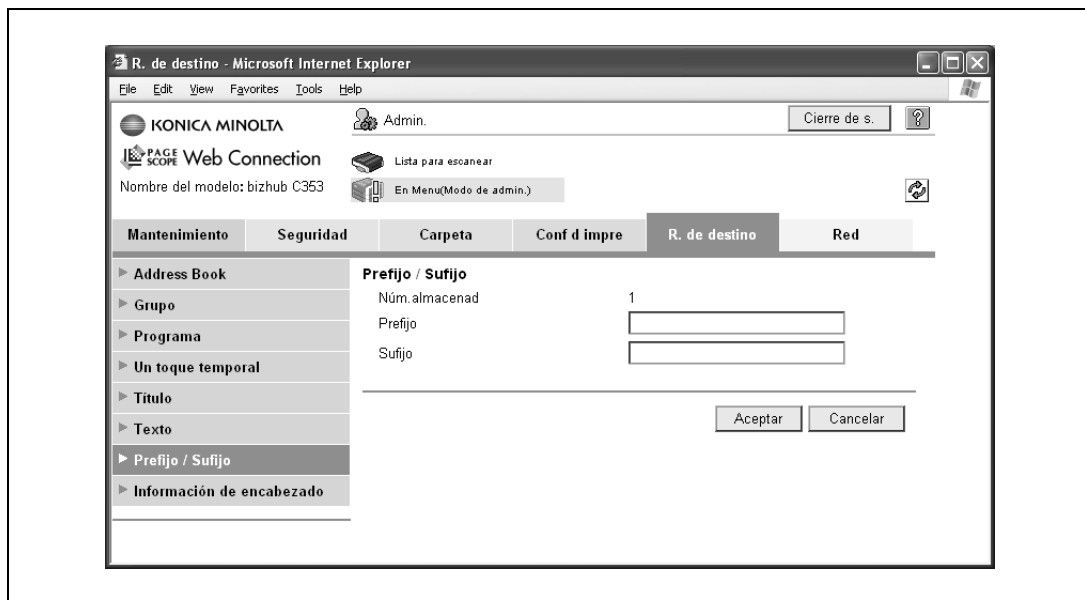 R. de destino - Microsoft Internet Explorer
File Edit View Favorites Tools Help
KONICA MINOLTA
Admin.
Cierre de s.
?
PAGE SCOPE Web Connection
Lista para escanear
Nombre del modelo: bizhub C353
En Menu(Modo de admin.)
Mantenimiento Seguridad Carpeta Conf d impre R. de destino Red
Address Book
Grupo
Programa
Un toque temporal
Título
Texto
Prefijo / Sufijo
Información de encabezado
Prefijo / Sufijo
Núm.almacenad 1
Prefijo
Sufijo
Aceptar Cancelar